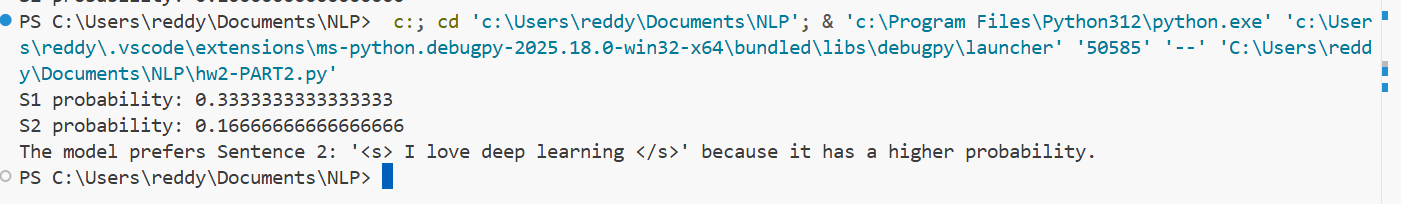 PS C:\Users\reddy\Documents\NLP>  c:; cd 'c:\Users\reddy\Documents\NLP'; & 'c:\Program Files\Python312\python.exe' 'c:\User
s\reddy\.vscode\extensions\ms-python.debugpy-2025.18.0-win32-x64\bundled\libs\debugpy\launcher' '50585' '--' 'C:\Users\redd
y\Documents\NLP\hw2-PART2.py'
S1 probability: 0.3333333333333333
S2 probability: 0.16666666666666666
The model prefers Sentence 2: '<s> I love deep learning </s>' because it has a higher probability.
PS C:\Users\reddy\Documents\NLP>